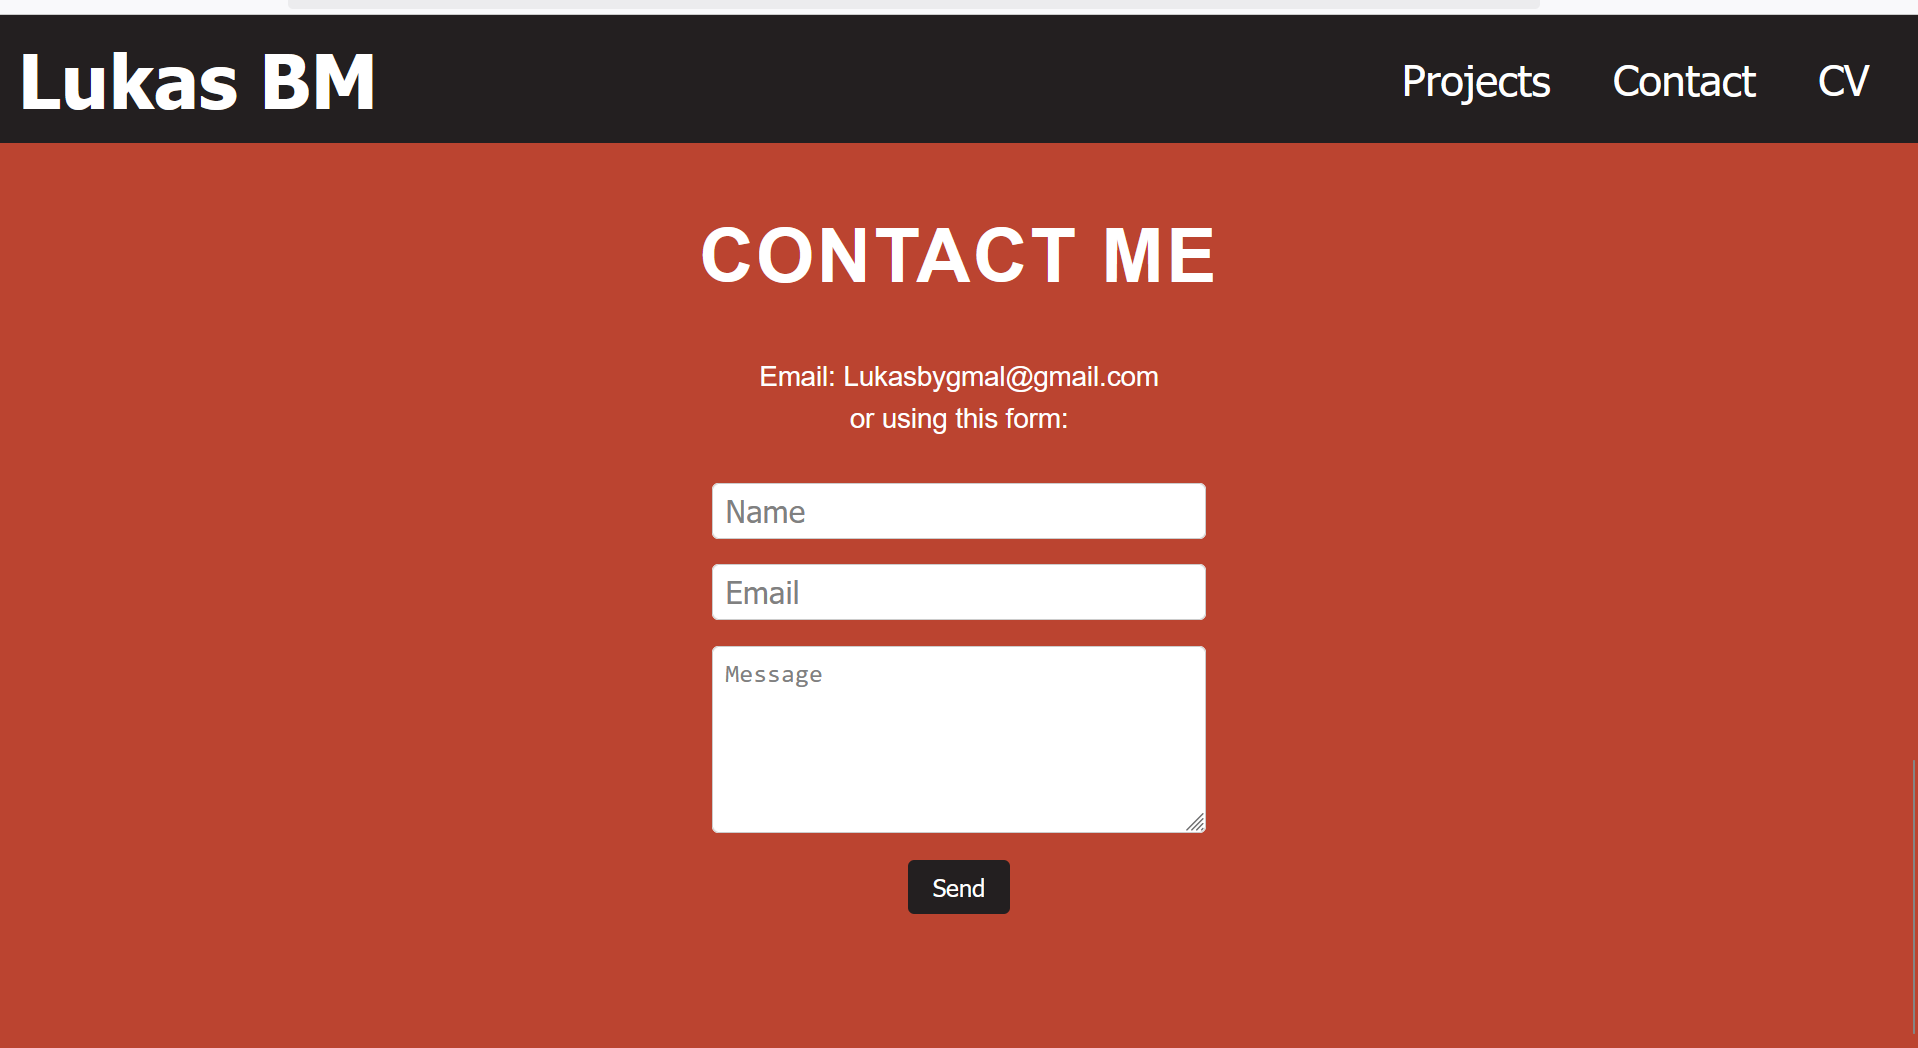 Lukas BM
Projects Contact CV
CONTACT ME
Email: Lukasbygmal@gmail.com
or using this form:
Name
Email
Message
Send